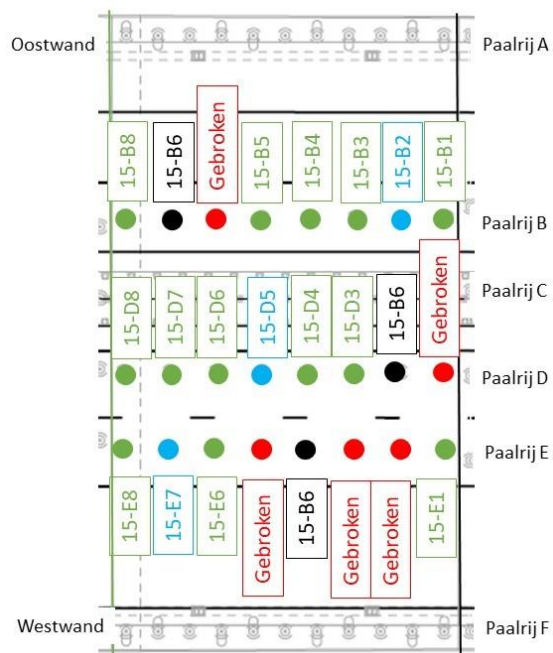 Oostwand
Paalrij A
15-B8
15-B6
Gebroken
15-B5
15-B4
15-B3
15-B2
15-B1
Paalrij B
Paalrij C
15-D8
15-D7
15-D6
15-D5
15-D4
15-D3
15-B6
Gebroken
Paalrij D
Paalrij E
15-E8
15-E7
15-E6
Gebroken
15-B6
Gebroken
Gebroken
15-E1
Westwand
Paalrij F